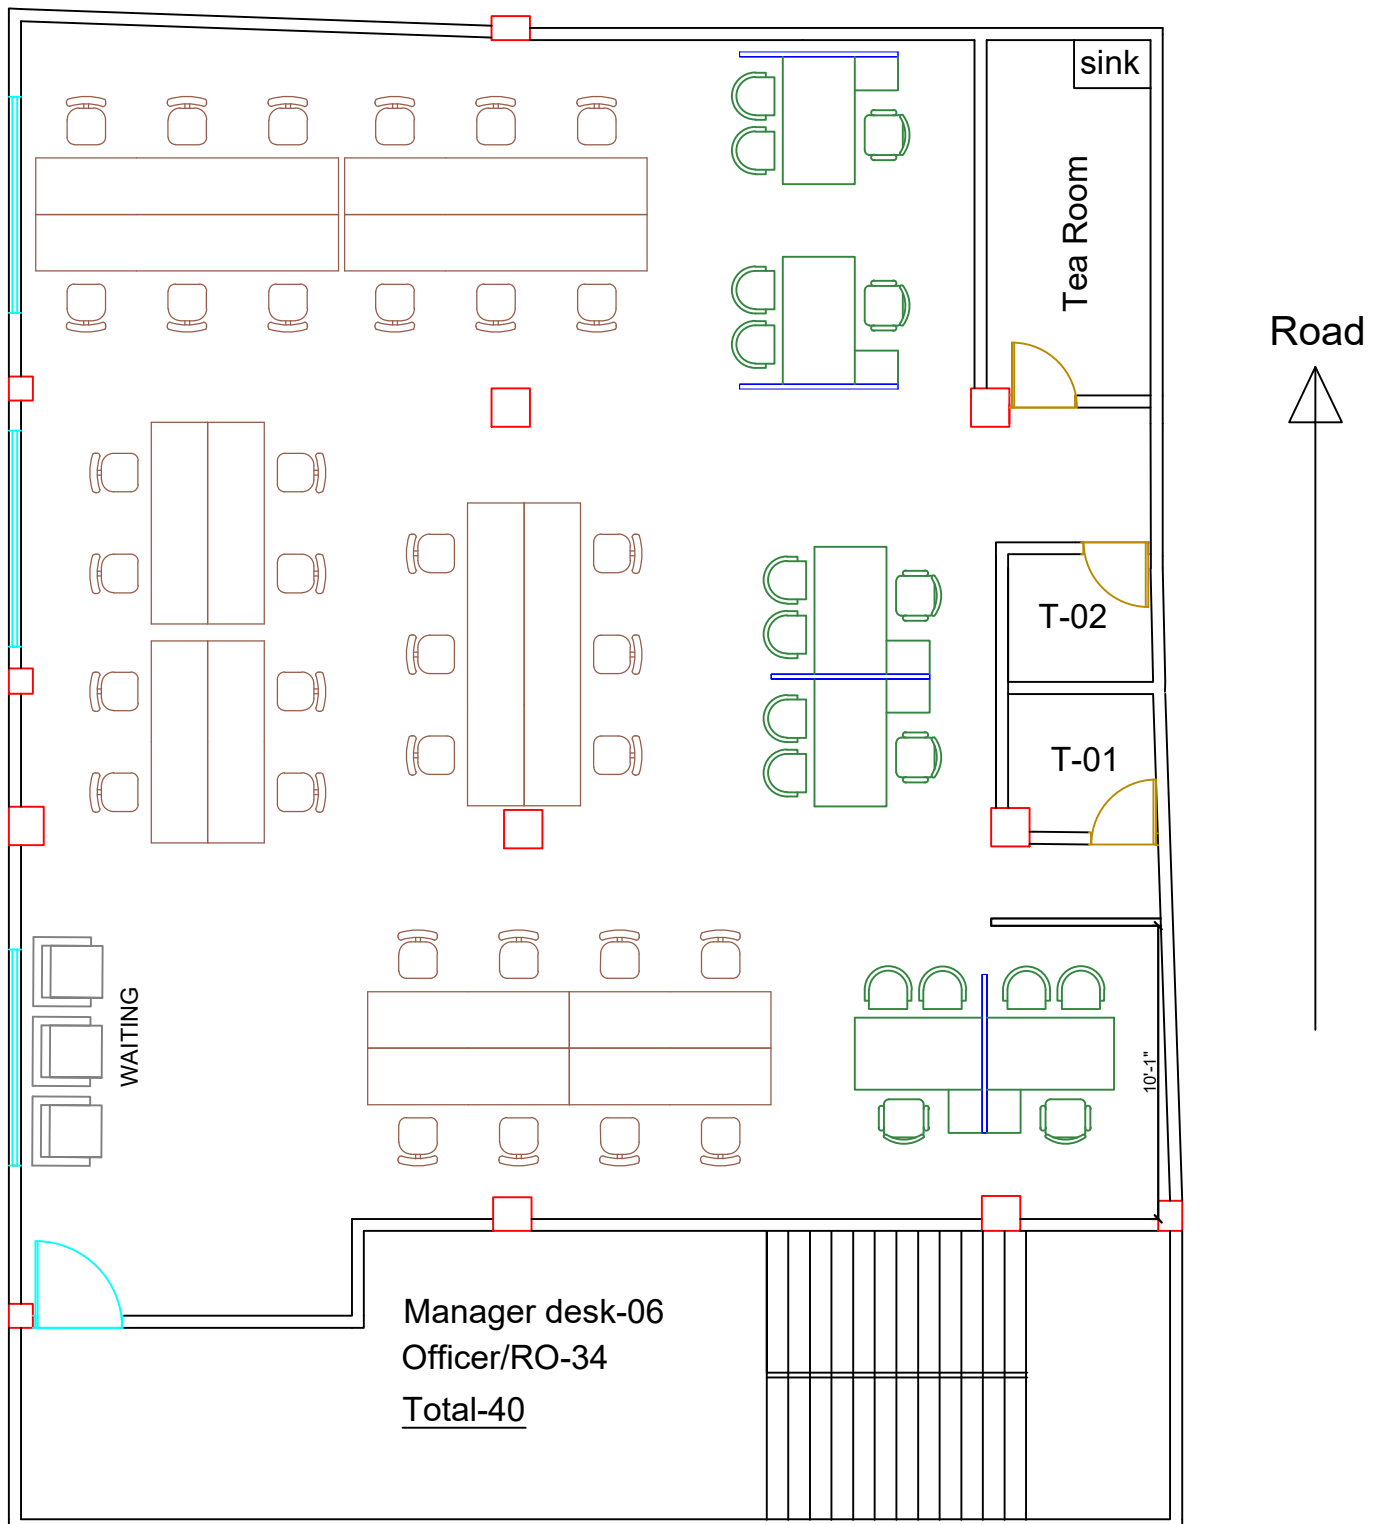 sink
Tea Room
Road
T-02
T-01
WAITING
10'-1"
Manager desk-06
Officer/RO-34
Total-40